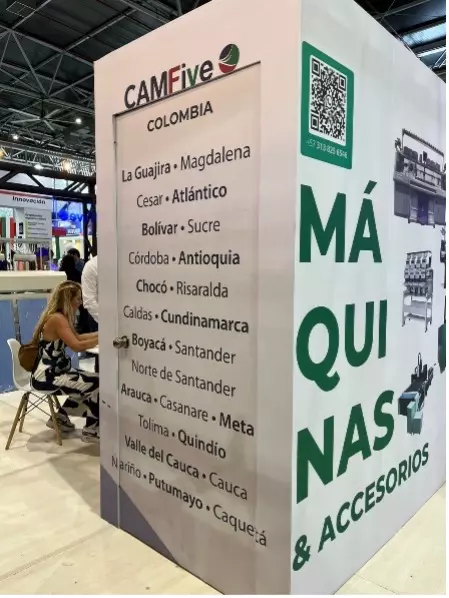 CAMFive
COLOMBIA
La Guajira • Magdalena
Cesar • Atlántico
Bolívar • Sucre
Córdoba • Antioquia
Chocó • Risaralda
Caldas • Cundinamarca
Boyacá • Santander
Norte de Santander
Arauca • Casanare • Meta
Tolima • Quindío
Valle del Cauca • Cauca
Nariño • Putumayo • Caquetá
MÁ
QUI
NAS
& ACCESORIOS
Innovación